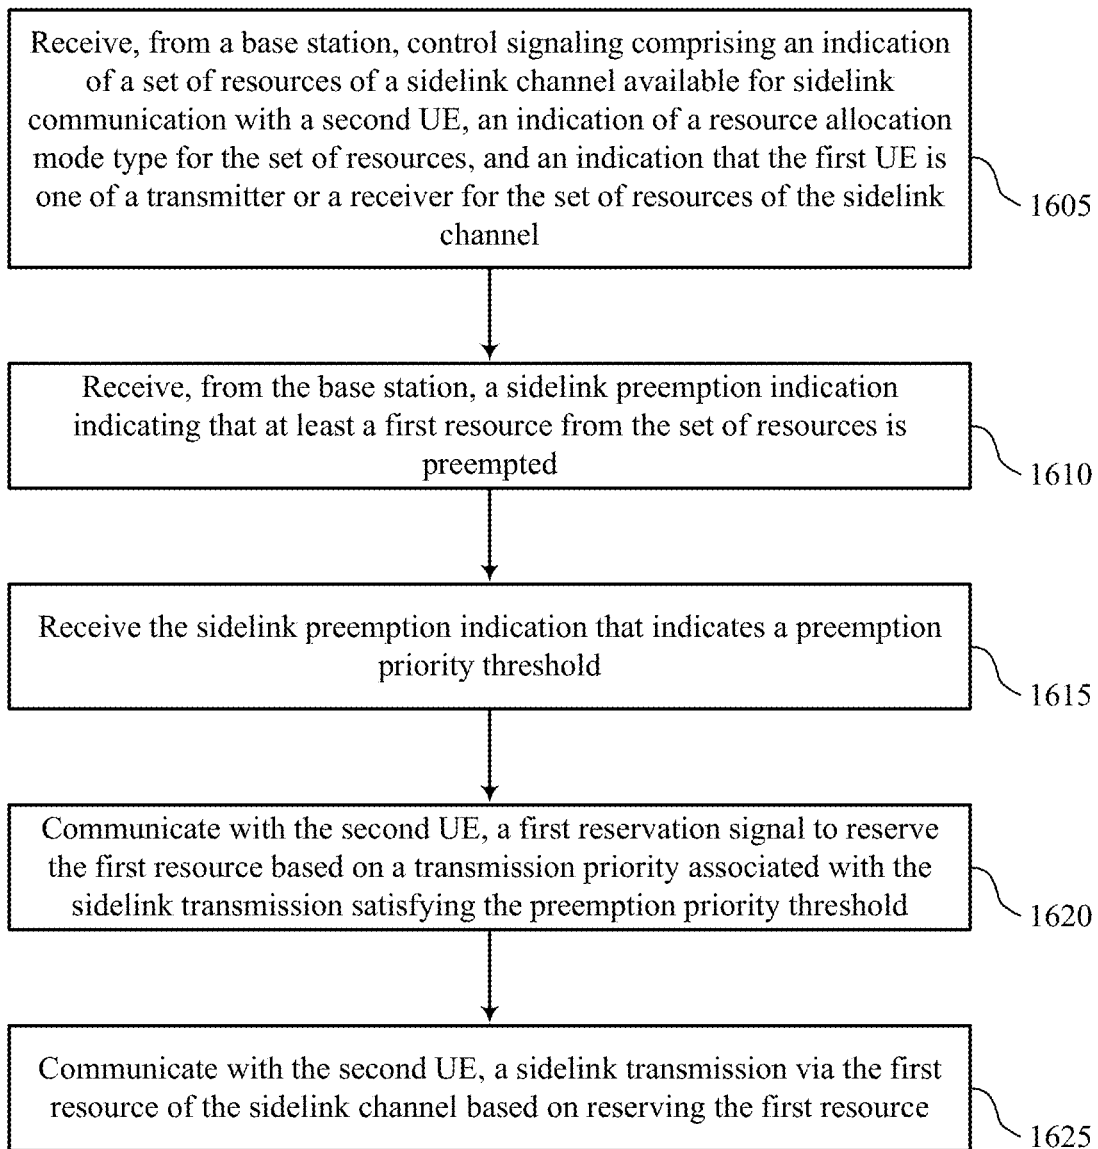 Receive, from a base station, control signaling comprising an indication
of a set of resources of a sidelink channel available for sidelink
communication with a second UE, an indication of a resource allocation
mode type for the set of resources, and an indication that the first UE is
one of a transmitter or a receiver for the set of resources of the sidelink
channel
1605
Receive, from the base station, a sidelink preemption indication
indicating that at least a first resource from the set of resources is
preempted
1610
Receive the sidelink preemption indication that indicates a preemption
priority threshold
1615
Communicate with the second UE, a first reservation signal to reserve
the first resource based on a transmission priority associated with the
sidelink transmission satisfying the preemption priority threshold
1620
Communicate with the second UE, a sidelink transmission via the first
resource of the sidelink channel based on reserving the first resource
1625